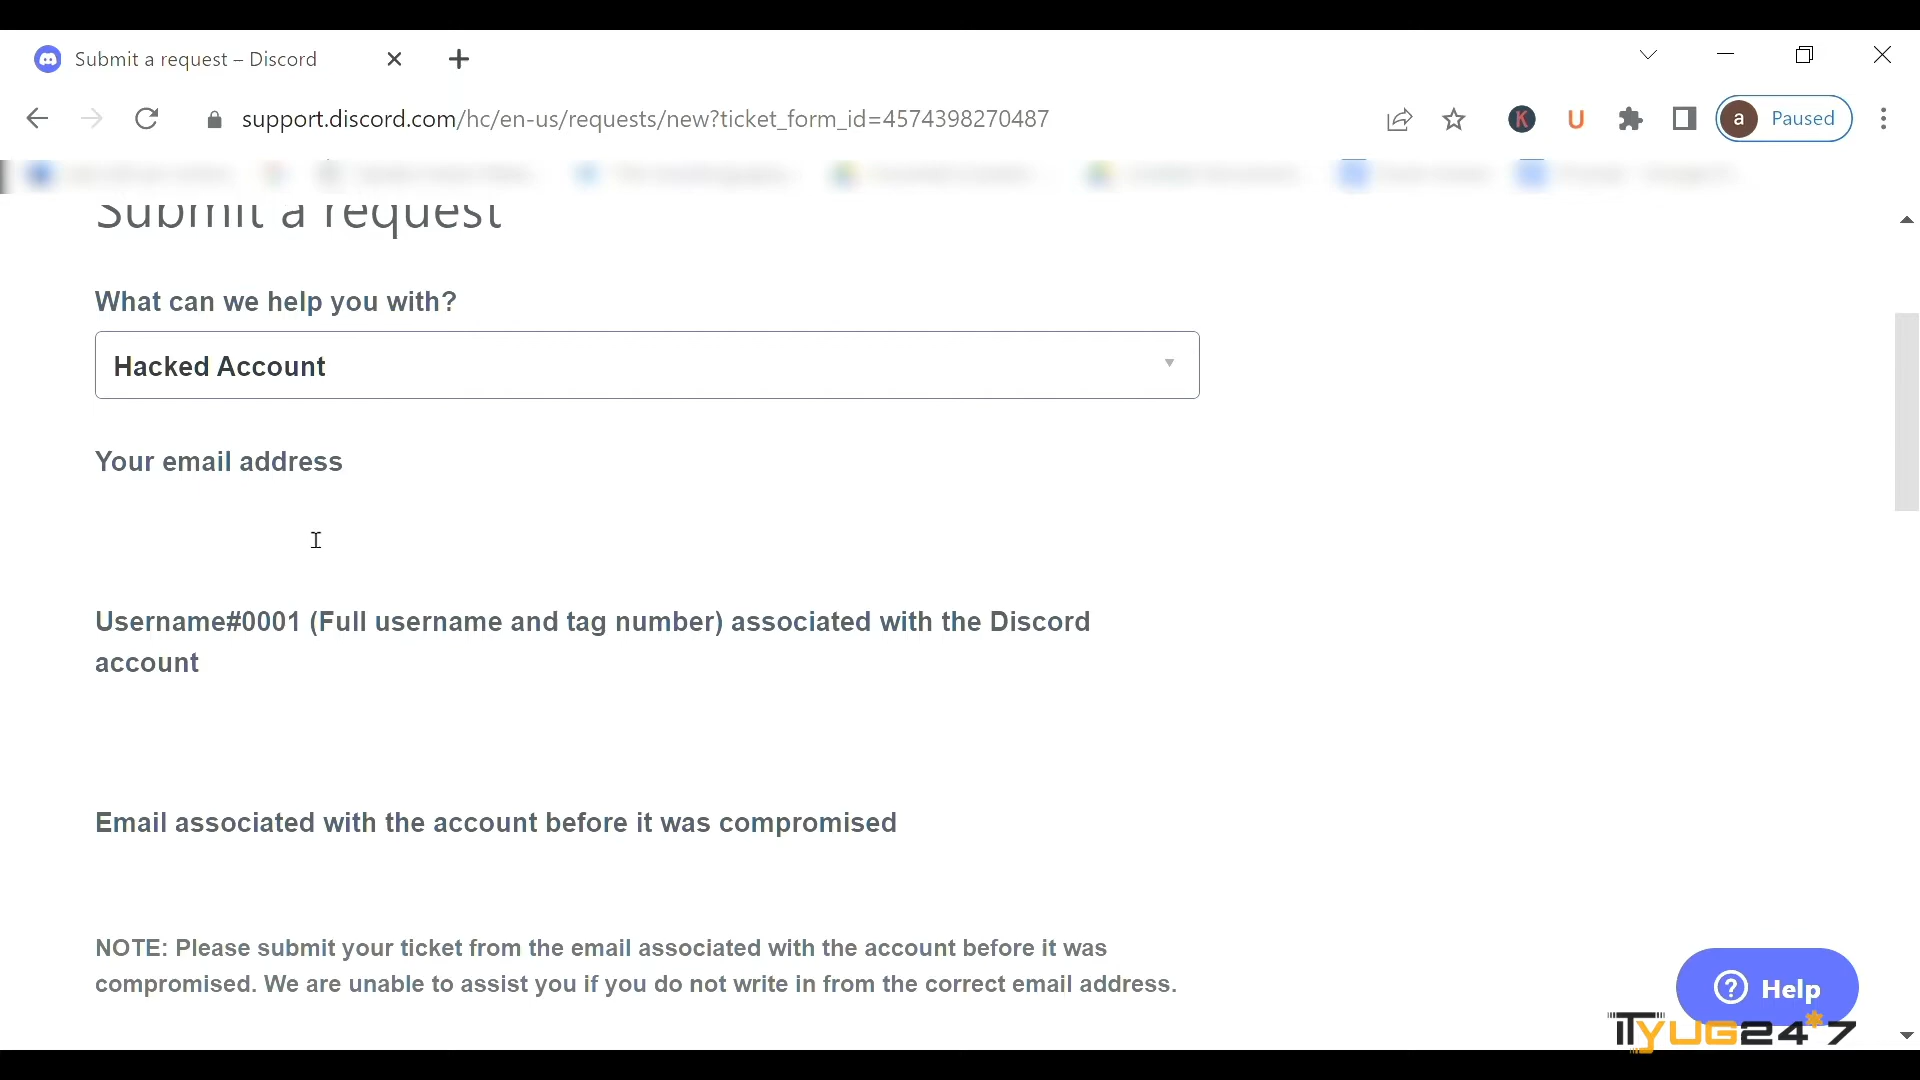 Submit a request – Discord
support.discord.com/hc/en-us/requests/new?ticket_form_id=4574398270487
K
U
a Paused
Submit a request
What can we help you with?
Hacked Account
Your email address
Username#0001 (Full username and tag number) associated with the Discord
account
Email associated with the account before it was compromised
NOTE: Please submit your ticket from the email associated with the account before it was
compromised. We are unable to assist you if you do not write in from the correct email address.
? Help
ITYUG24*7